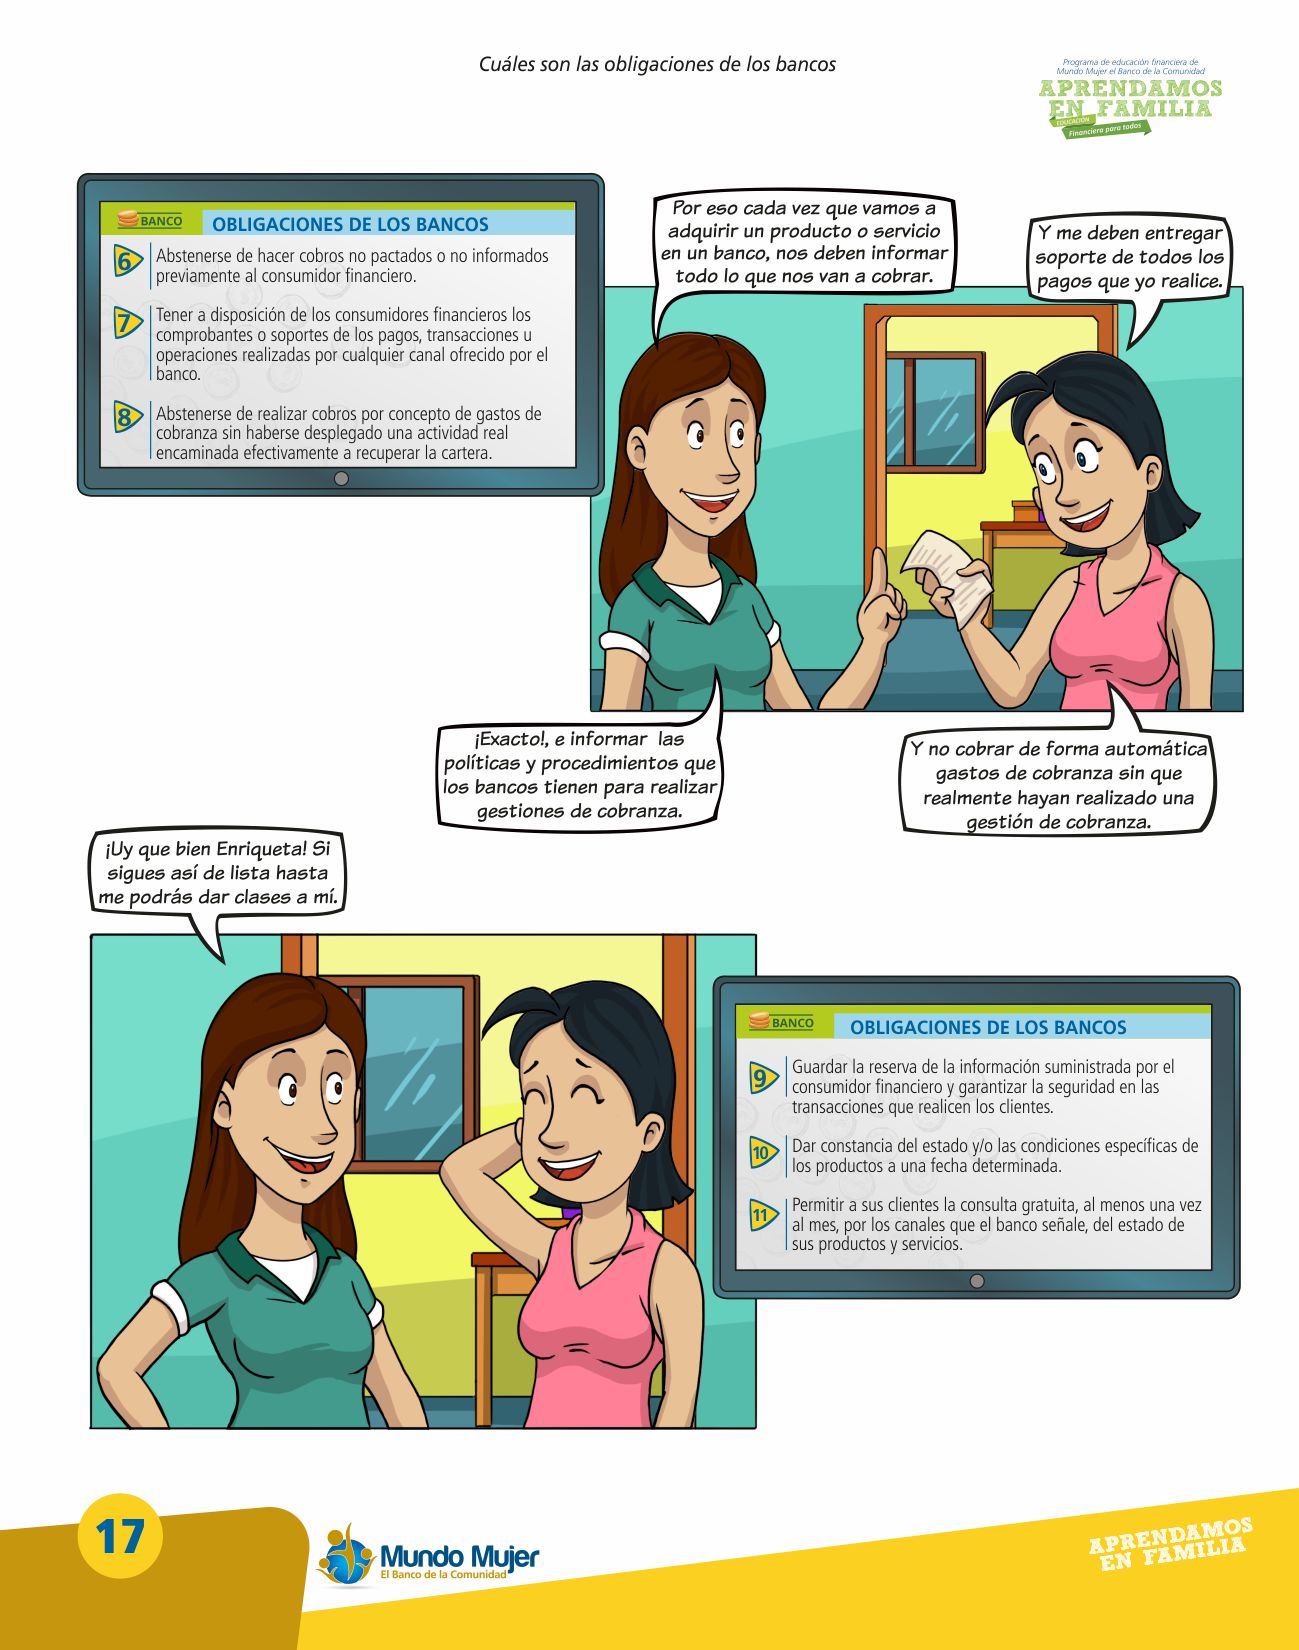 Cuáles son las obligaciones de los bancos
Programa de educación financiera de
Mundo Mujer el Banco de la Comunidad
APRENDAMOS
EN FAMILIA
EDUCACIÓN
Financiera para todos
BANCO
OBLIGACIONES DE LOS BANCOS
6
Abstenerse de hacer cobros no pactados o no informados
previamente al consumidor financiero.
7
Tener a disposición de los consumidores financieros los
comprobantes o soportes de los pagos, transacciones u
operaciones realizadas por cualquier canal ofrecido por el
banco.
8
Abstenerse de realizar cobros por concepto de gastos de
cobranza sin haberse desplegado una actividad real
encaminada efectivamente a recuperar la cartera.
Por eso cada vez que vamos a
adquirir un producto o servicio
en un banco, nos deben informar
todo lo que nos van a cobrar.
Y me deben entregar
soporte de todos los
pagos que yo realice.
¡Exacto!, e informar las
políticas y procedimientos que
los bancos tienen para realizar
gestiones de cobranza.
Y no cobrar de forma automática
gastos de cobranza sin que
realmente hayan realizado una
gestión de cobranza.
¡Uy que bien Enriqueta! Si
sigues así de lista hasta
me podrás dar clases a mí.
BANCO
OBLIGACIONES DE LOS BANCOS
9
Guardar la reserva de la información suministrada por el
consumidor financiero y garantizar la seguridad en las
transacciones que realicen los clientes.
10
Dar constancia del estado y/o las condiciones específicas de
los productos a una fecha determinada.
11
Permitir a sus clientes la consulta gratuita, al menos una vez
al mes, por los canales que el banco señale, del estado de
sus productos y servicios.
17
Mundo Mujer
El Banco de la Comunidad
APRENDAMOS
EN FAMILIA